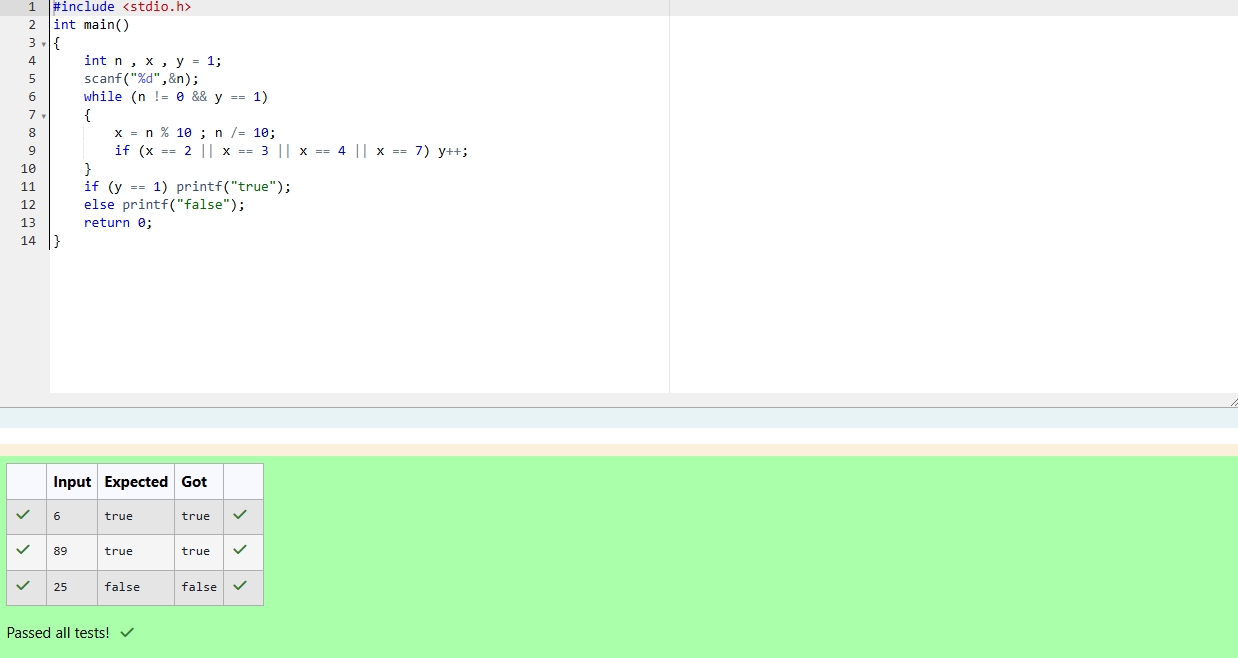 1 #include <stdio.h>
2 int main()
3 {
4 int n , x , y = 1;
5 scanf("%d",&n);
6 while (n != 0 && y == 1)
7 {
8 x = n % 10 ; n /= 10;
9 if (x == 2 || x == 3 || x == 4 || x == 7) y++;
10 }
11 if (y == 1) printf("true");
12 else printf("false");
13 return 0;
14 }
Input Expected Got
6 true true
89 true true
25 false false
Passed all tests!